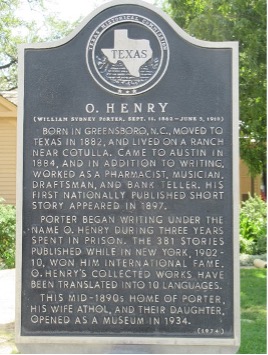 TEXAS HISTORICAL COMMISSION
TEXAS
O. HENRY
(WILLIAM SYDNEY PORTER, SEPT. 11, 1862 - JUNE 5, 1910)
BORN IN GREENSBORO, N.C., MOVED TO
TEXAS IN 1882, AND LIVED ON A RANCH
NEAR COTULLA. CAME TO AUSTIN IN
1884, AND IN ADDITION TO WRITING,
WORKED AS A PHARMACIST, MUSICIAN,
DRAFTSMAN, AND BANK TELLER. HIS
FIRST NATIONALLY PUBLISHED SHORT
STORY APPEARED IN 1897.
PORTER BEGAN WRITING UNDER THE
NAME O. HENRY DURING THREE YEARS
SPENT IN PRISON. THE 381 STORIES
PUBLISHED WHILE IN NEW YORK, 1902-
10, WON HIM INTERNATIONAL FAME.
O. HENRY'S COLLECTED WORKS HAVE
BEEN TRANSLATED INTO 10 LANGUAGES.
THIS MID-1890s HOME OF PORTER,
HIS WIFE ATHOL, AND THEIR DAUGHTER,
OPENED AS A MUSEUM IN 1934.
(1974)